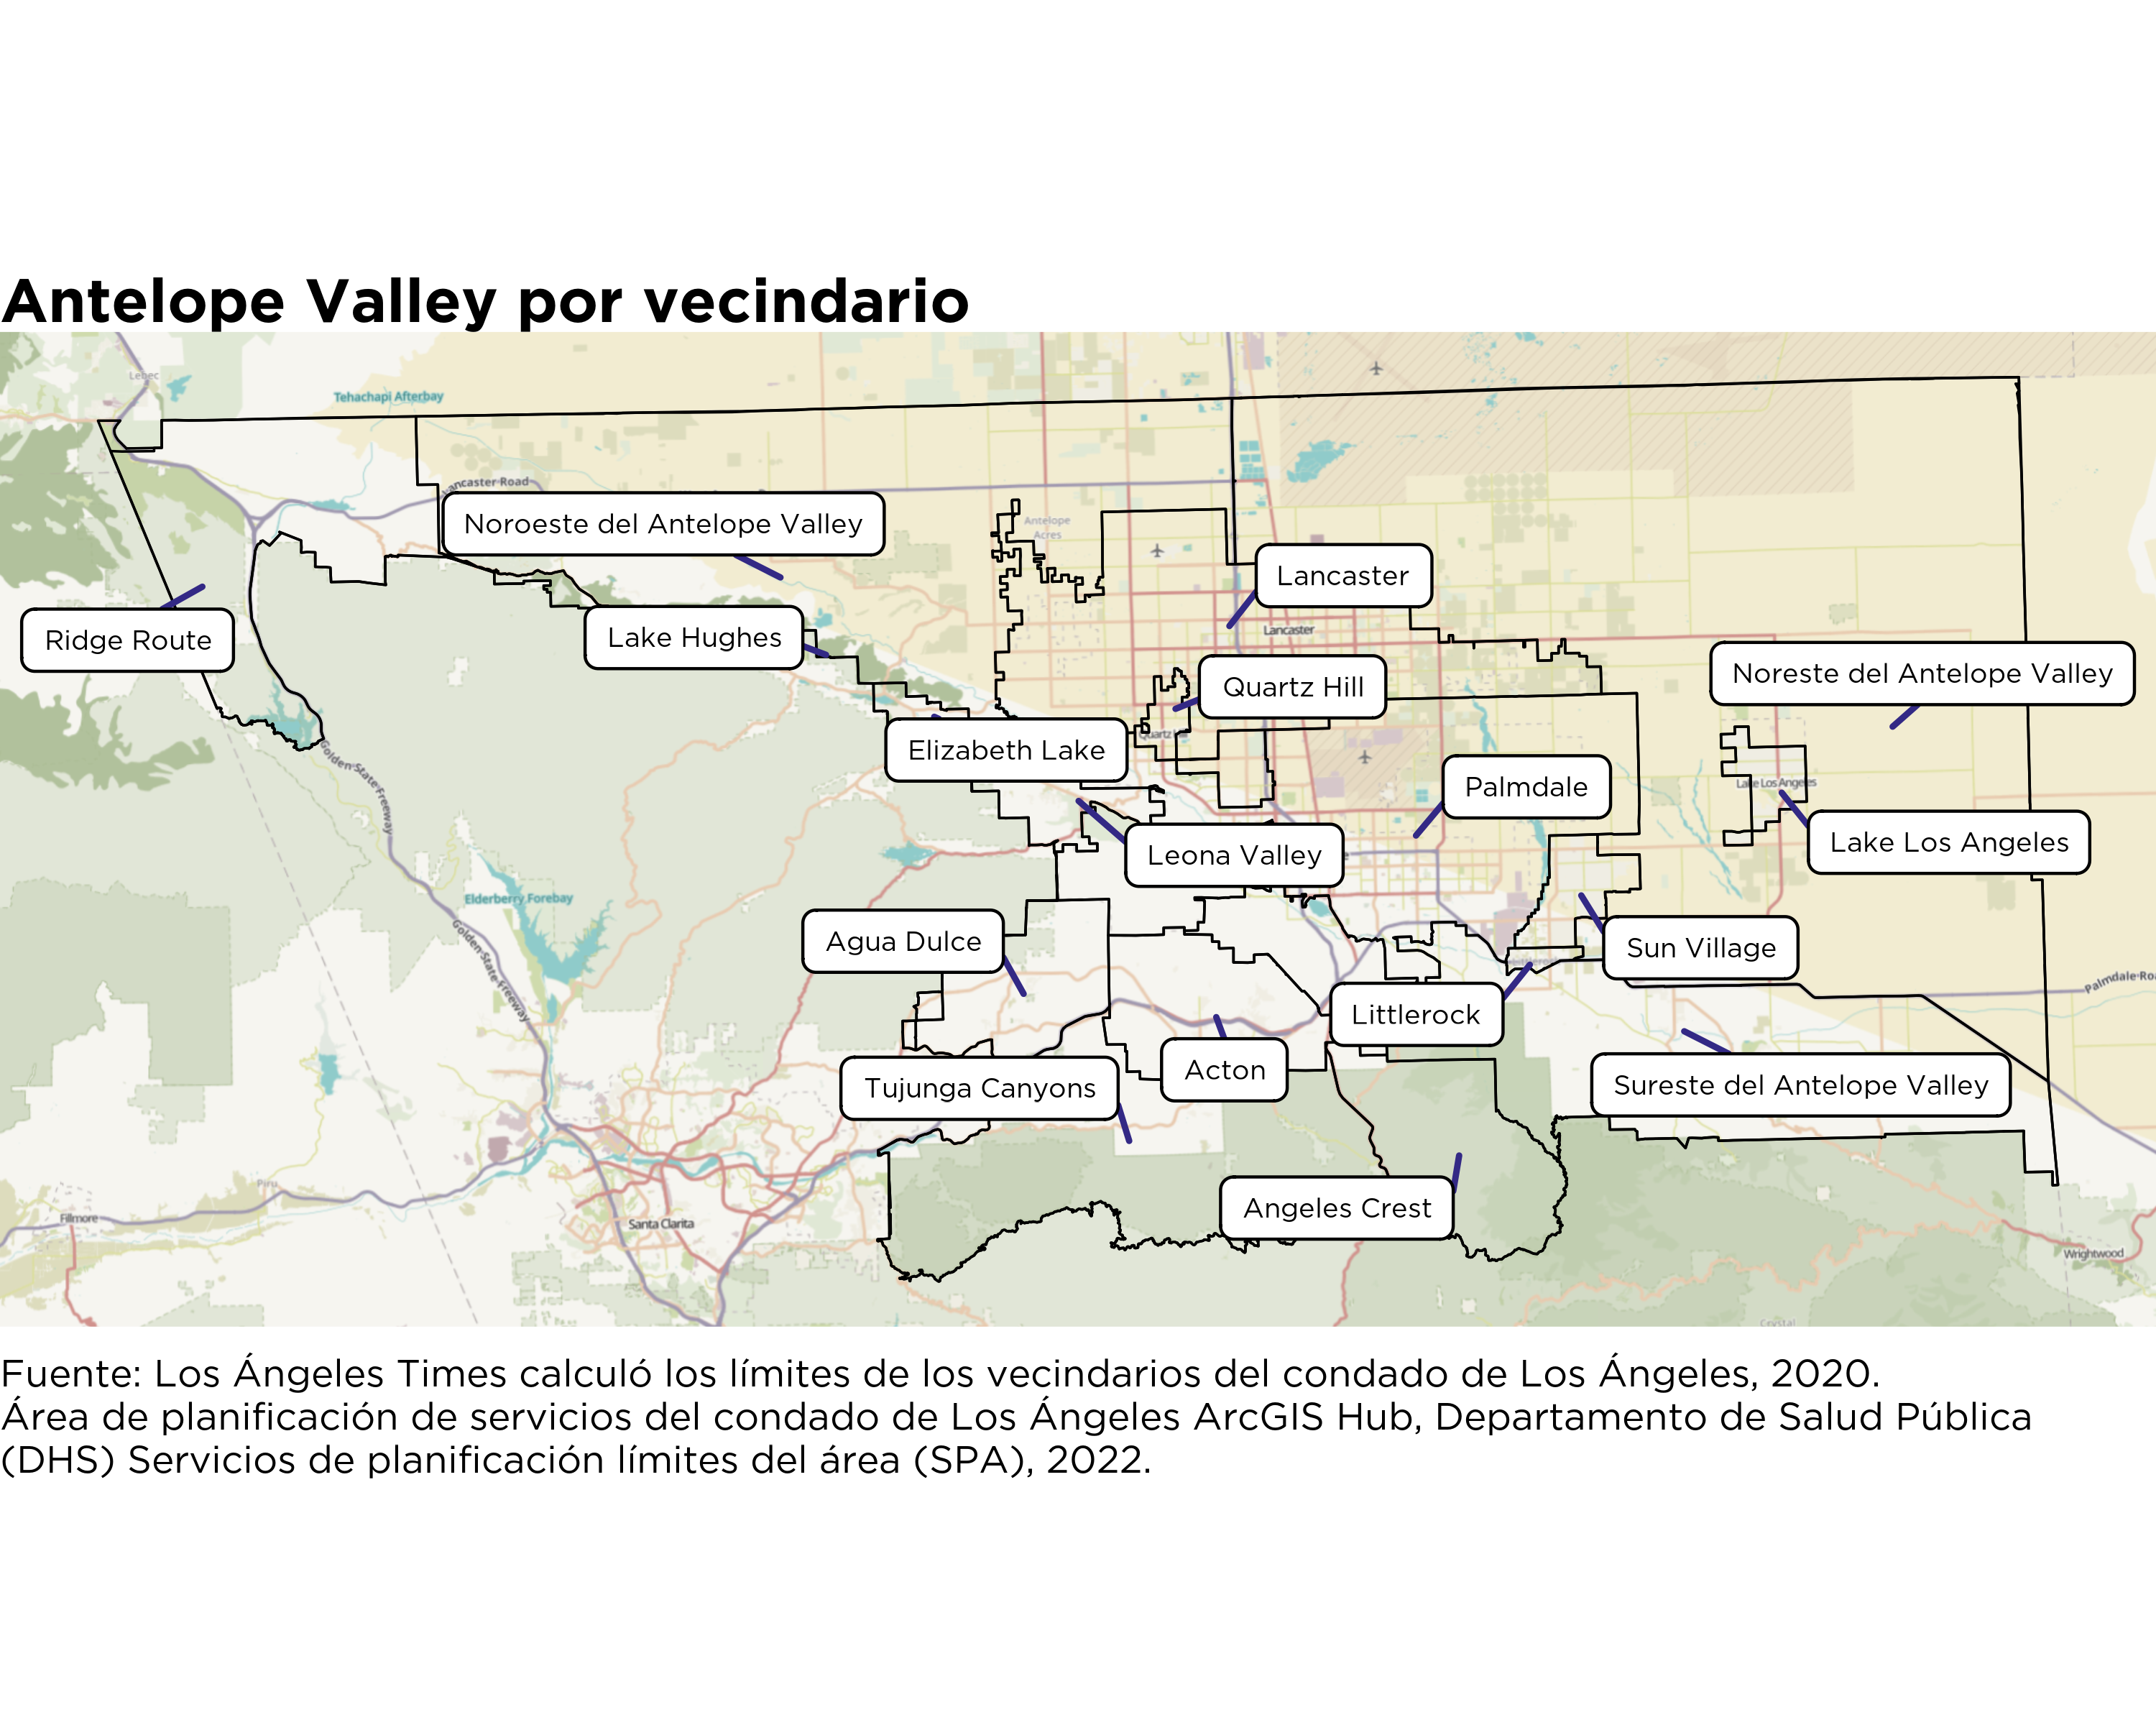 Antelope Valley por vecindario
Lebec
Tehachapi Afterbay
Lancaster Road
Noroeste del Antelope Valley
Antelope
Acres
Lancaster
Lancaster
Ridge Route
Lake Hughes
Noreste del Antelope Valley
Quartz Hill
Elizabeth Lake
Golden State Freeway
Palmdale
Lake Los Angeles
Lake Los Angeles
Leona Valley
Elderberry Forebay
Golden State Freeway
Agua Dulce
Sun Village
Littlerock
Palmdale Ro
Acton
Tujunga Canyons
Sureste del Antelope Valley
Piru
Fillmore
Santa Clarita
Angeles Crest
Wrightwood
Crystal
Fuente: Los Ángeles Times calculó los límites de los vecindarios del condado de Los Ángeles, 2020.
Área de planificación de servicios del condado de Los Ángeles ArcGIS Hub, Departamento de Salud Pública
(DHS) Servicios de planificación límites del área (SPA), 2022.